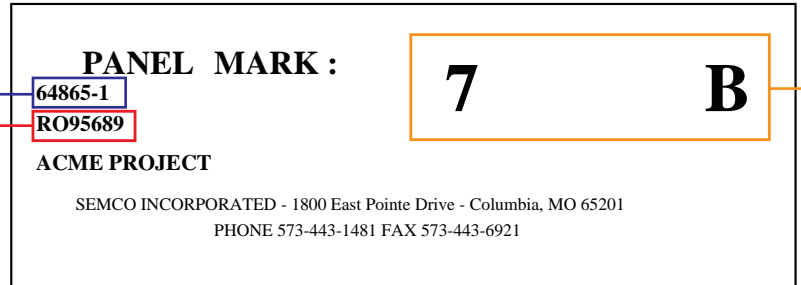 PANEL MARK :
7 B
64865-1
RO95689
ACME PROJECT
SEMCO INCORPORATED - 1800 East Pointe Drive - Columbia, MO 65201
PHONE 573-443-1481 FAX 573-443-6921